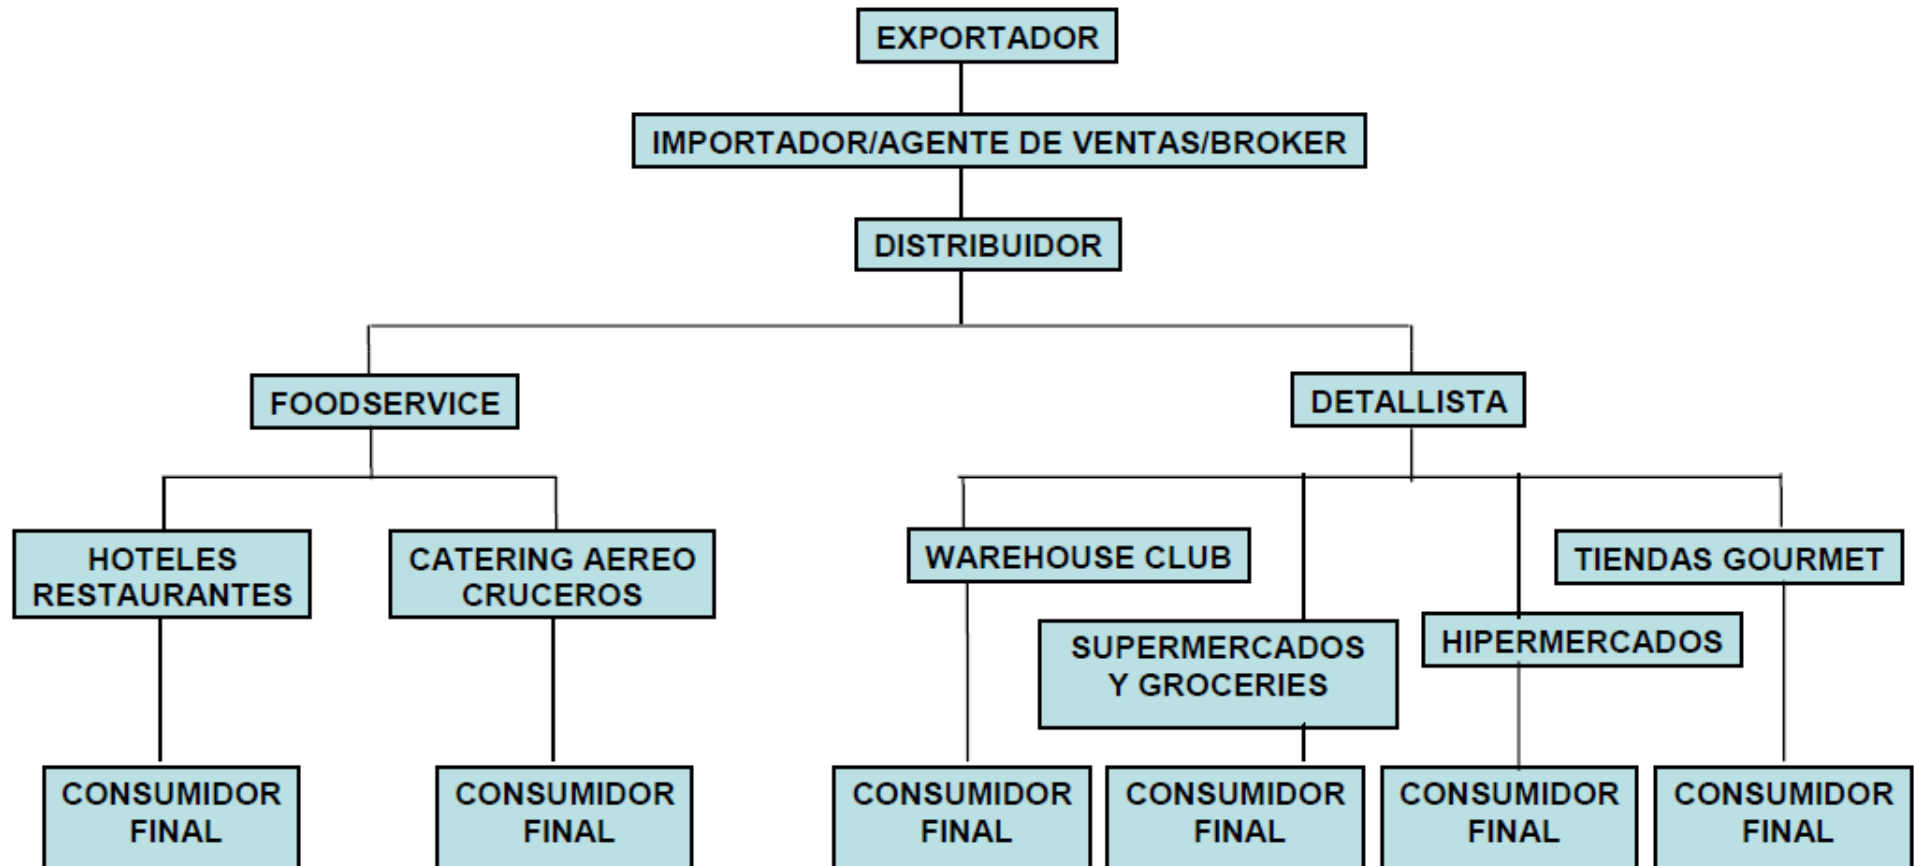 EXPORTADOR
IMPORTADOR/AGENTE DE VENTAS/BROKER
DISTRIBUIDOR
FOODSERVICE
DETALLISTA
HOTELES
RESTAURANTES
CATERING AEREO
CRUCEROS
WAREHOUSE CLUB
SUPERMERCADOS
Y GROCERIES
HIPERMERCADOS
TIENDAS GOURMET
CONSUMIDOR
FINAL
CONSUMIDOR
FINAL
CONSUMIDOR
FINAL
CONSUMIDOR
FINAL
CONSUMIDOR
FINAL
CONSUMIDOR
FINAL